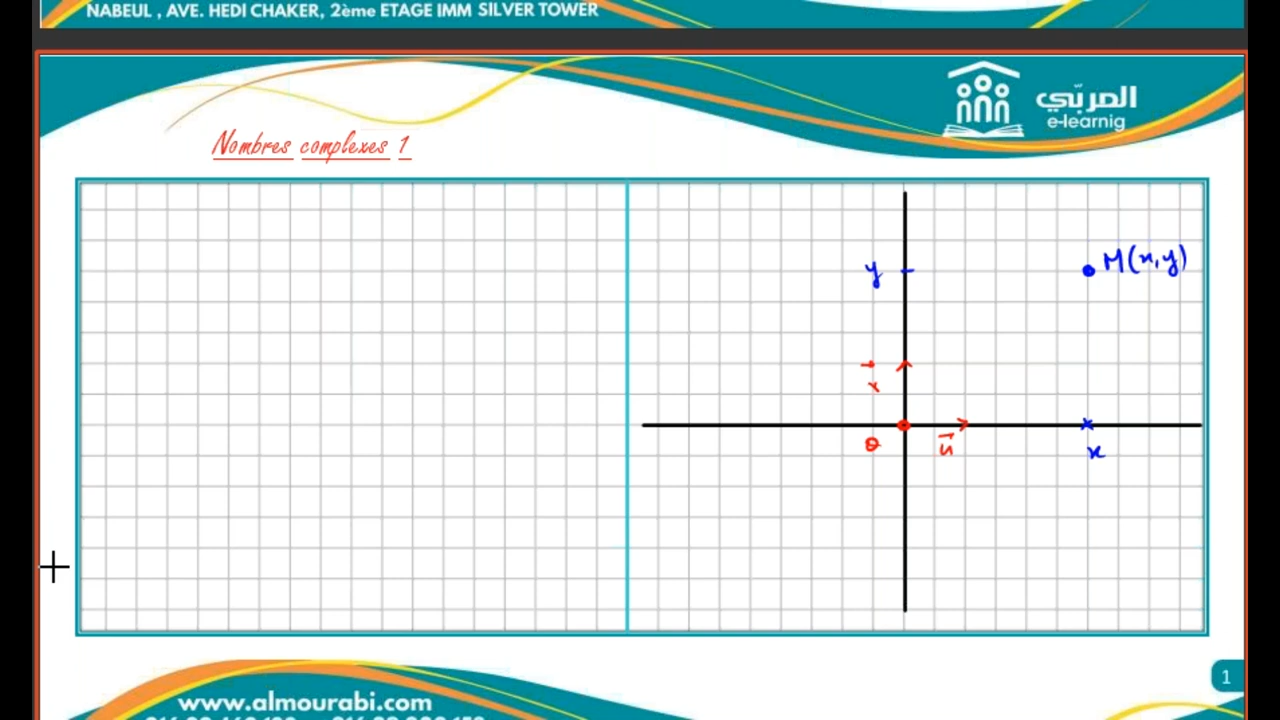 NABEUL , AVE. HEDI CHAKER, 2ème ETAGE IMM SILVER TOWER
المربّي
e-learnig
Nombres complexes 1
M(x,y)
y
v
O
u
x
1
www.almourabi.com